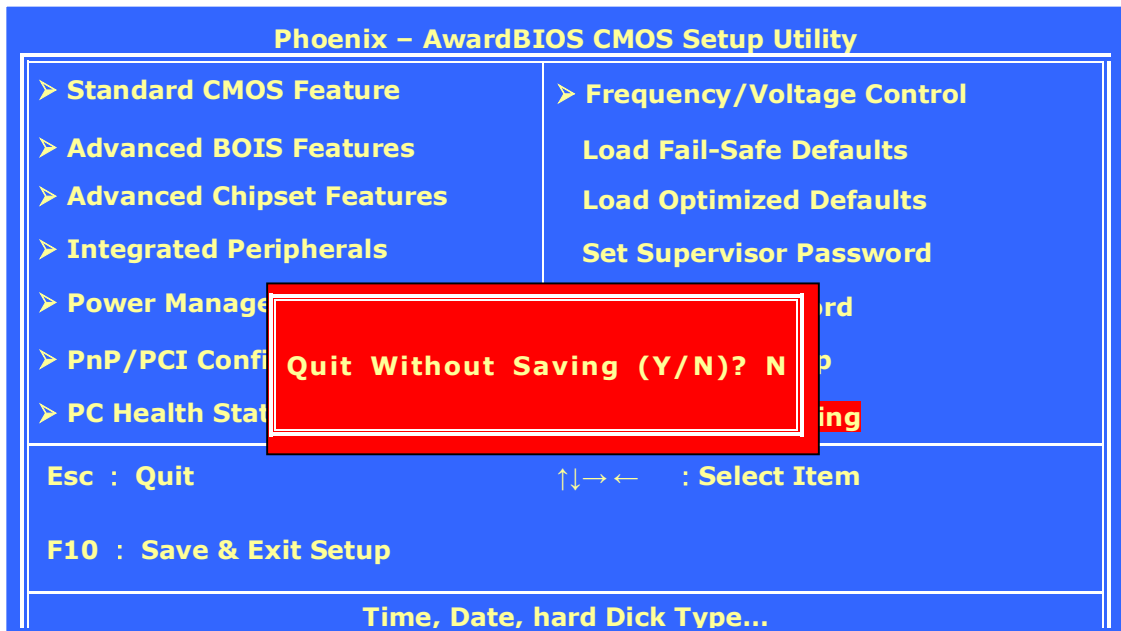 Phoenix – AwardBIOS CMOS Setup Utility
➢ Standard CMOS Feature
➢ Advanced BOIS Features
➢ Advanced Chipset Features
➢ Integrated Peripherals
➢ Power Manage
➢ PnP/PCI Confi
➢ PC Health Stat
➢ Frequency/Voltage Control
Load Fail-Safe Defaults
Load Optimized Defaults
Set Supervisor Password
rd
p
ing
Quit Without Saving (Y/N)? N
Esc : Quit
↑↓→← : Select Item
F10 : Save & Exit Setup
Time, Date, hard Dick Type...